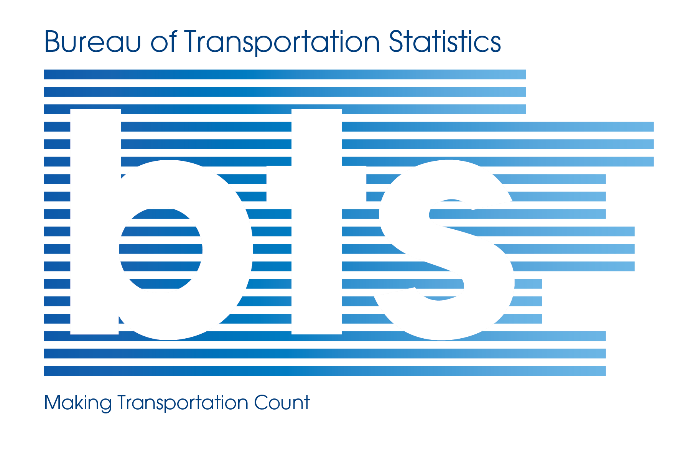 Bureau of Transportation Statistics
bts
Making Transportation Count